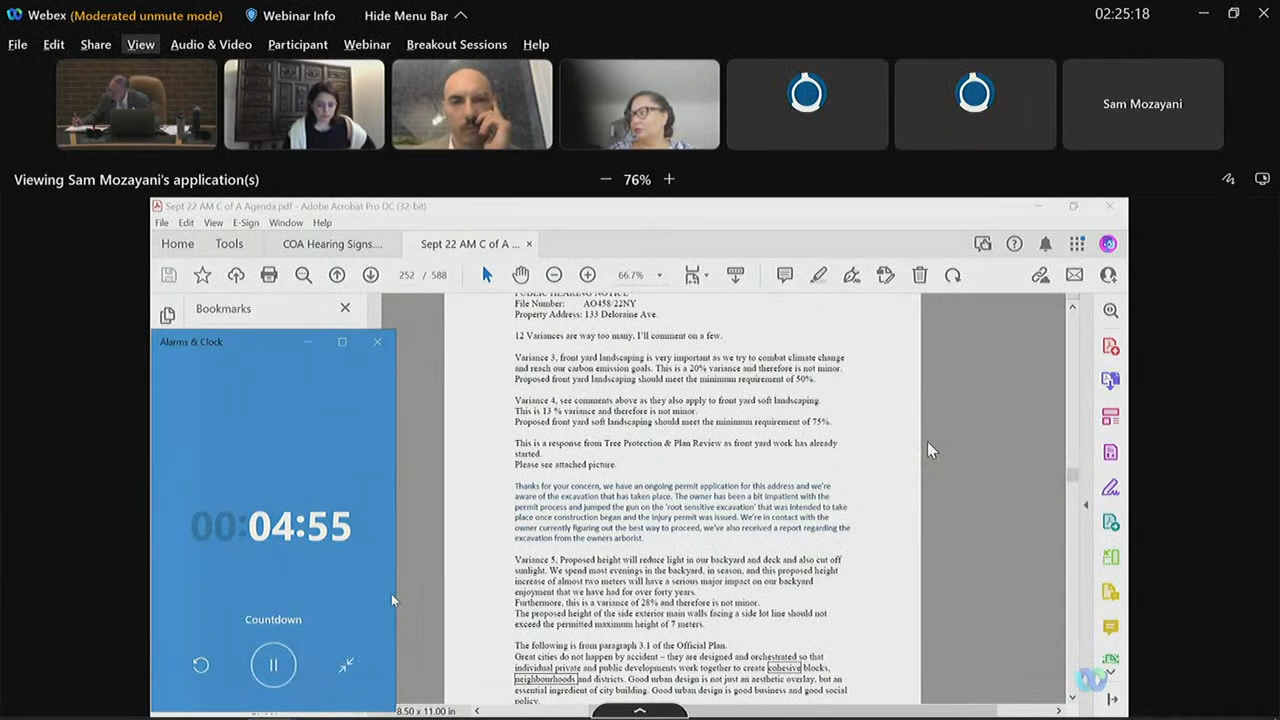 Webex (Moderated unmute mode) Webinar Info Hide Menu Bar 02:25:18
File Edit Share View Audio & Video Participant Webinar Breakout Sessions Help
Sam Mozayani
Viewing Sam Mozayani's application(s) 76%
Sept 22 AM C of A Agenda.pdf - Adobe Acrobat Pro DC (32-bit)
File Edit View E-Sign Window Help
Home Tools COA Hearing Signs.... Sept 22 AM C of A ... ×
252 / 588 66.7%
Bookmarks
Alarms & Clock
00:04:55
Countdown
PUBLIC HEARING NOTICE
File Number: AO458/22NY
Property Address: 133 Deloraine Ave.
12 Variances are way too many, I'll comment on a few.
Variance 3, front yard landscaping is very important as we try to combat climate change
and reach our carbon emission goals. This is a 20% variance and therefore is not minor.
Proposed front yard landscaping should meet the minimum requirement of 50%.
Variance 4, see comments above as they also apply to front yard soft landscaping.
This is 13 % variance and therefore is not minor.
Proposed front yard soft landscaping should meet the minimum requirement of 75%.
This is a response from Tree Protection & Plan Review as front yard work has already
started.
Please see attached picture.
Thanks for your concern, we have an ongoing permit application for this address and we're
aware of the excavation that has taken place. The owner has been a bit impatient with the
permit process and jumped the gun on the 'root sensitive excavation' that was intended to take
place once construction began and the injury permit was issued. We're in contact with the
owner currently figuring out the best way to proceed, we've also received a report regarding the
excavation from the owners arborist.
Variance 5, Proposed height will reduce light in our backyard and deck and also cut off
sunlight. We spend most evenings in the backyard, in season, and this proposed height
increase of almost two meters will have a serious major impact on our backyard
enjoyment that we have had for over forty years.
Furthermore, this is a variance of 28% and therefore is not minor.
The proposed height of the side exterior main walls facing a side lot line should not
exceed the permitted maximum height of 7 meters.
The following is from paragraph 3.1 of the Official Plan.
Great cities do not happen by accident – they are designed and orchestrated so that
individual private and public developments work together to create cohesive blocks,
neighbourhoods and districts. Good urban design is not just an aesthetic overlay, but an
essential ingredient of city building. Good urban design is good business and good social
policy.
8.50 x 11.00 in